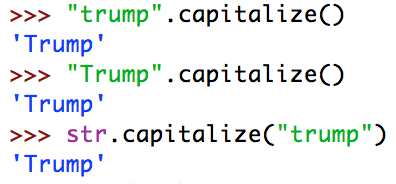 >>> "trump".capitalize()
'Trump'
>>> "Trump".capitalize()
'Trump'
>>> str.capitalize("trump")
'Trump'